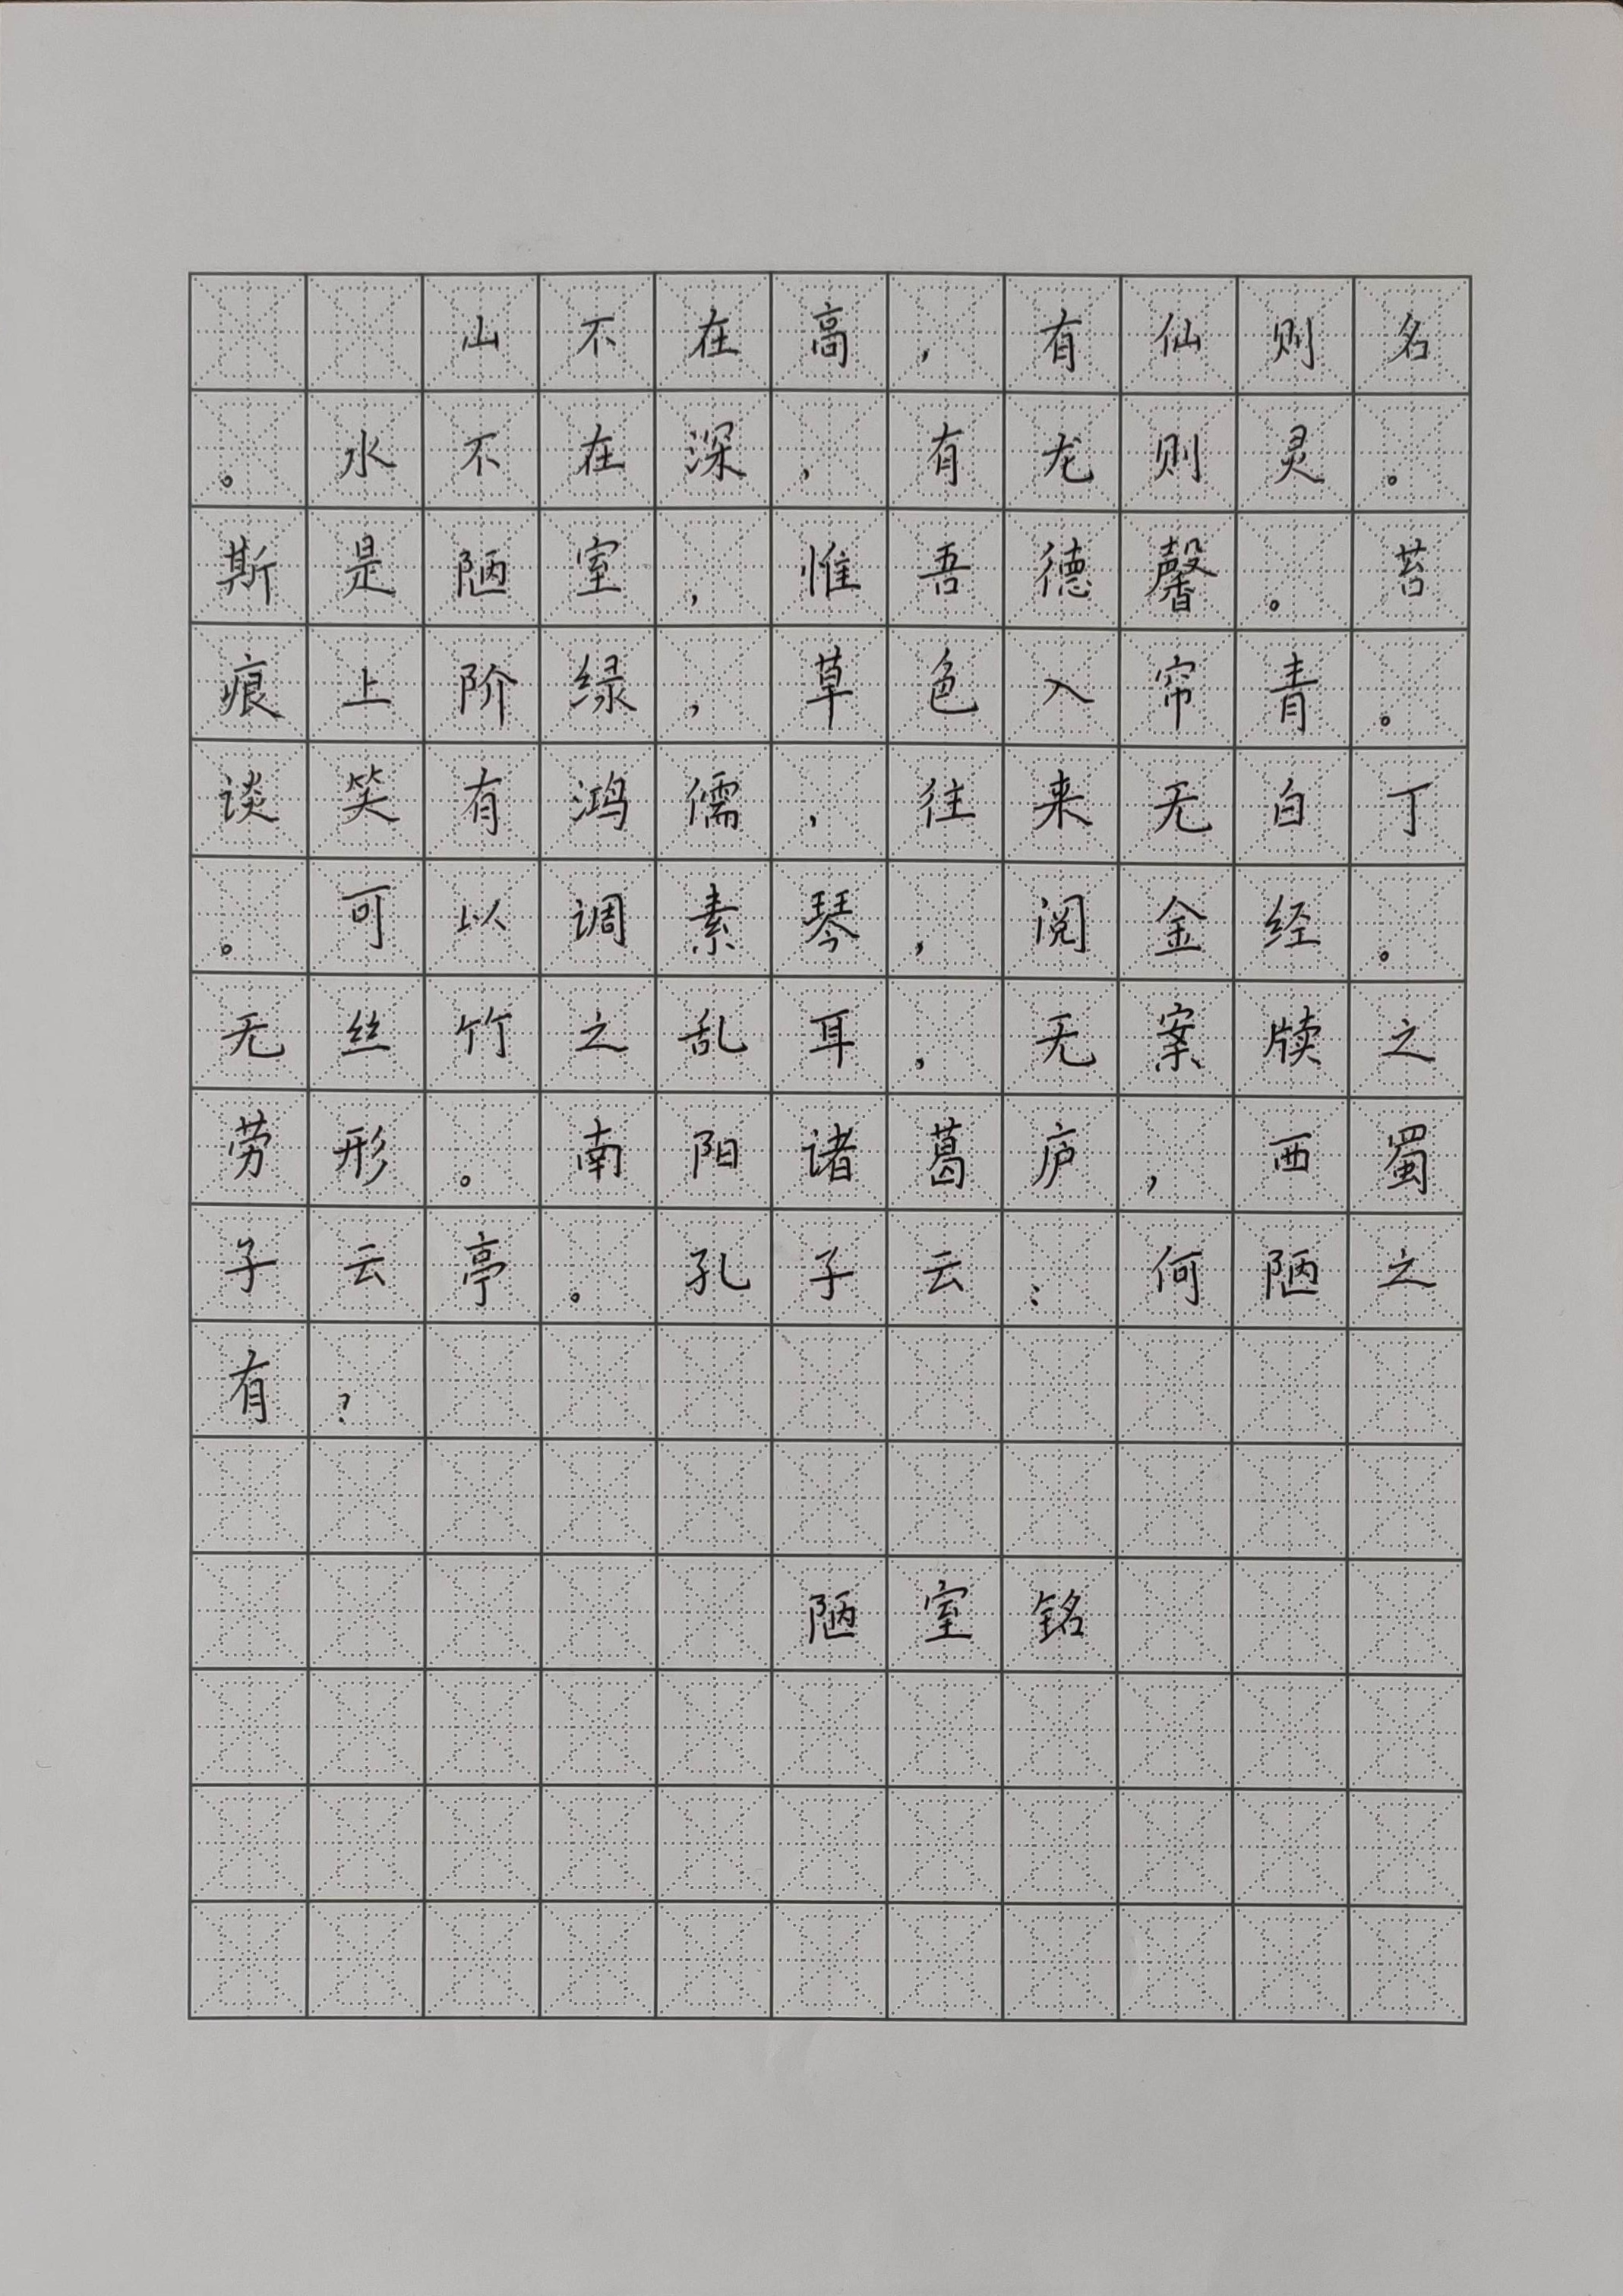 山不在高，有仙则名
。水不在深，有龙则灵。
斯是陋室，惟吾德馨。苔
痕上阶绿，草色入帘青。
谈笑有鸿儒，往来无白丁
。可以调素琴，阅金经。
无丝竹之乱耳，无案牍之
劳形。南阳诸葛庐，西蜀
子云亭。孔子云：何陋之
有？
陋室铭